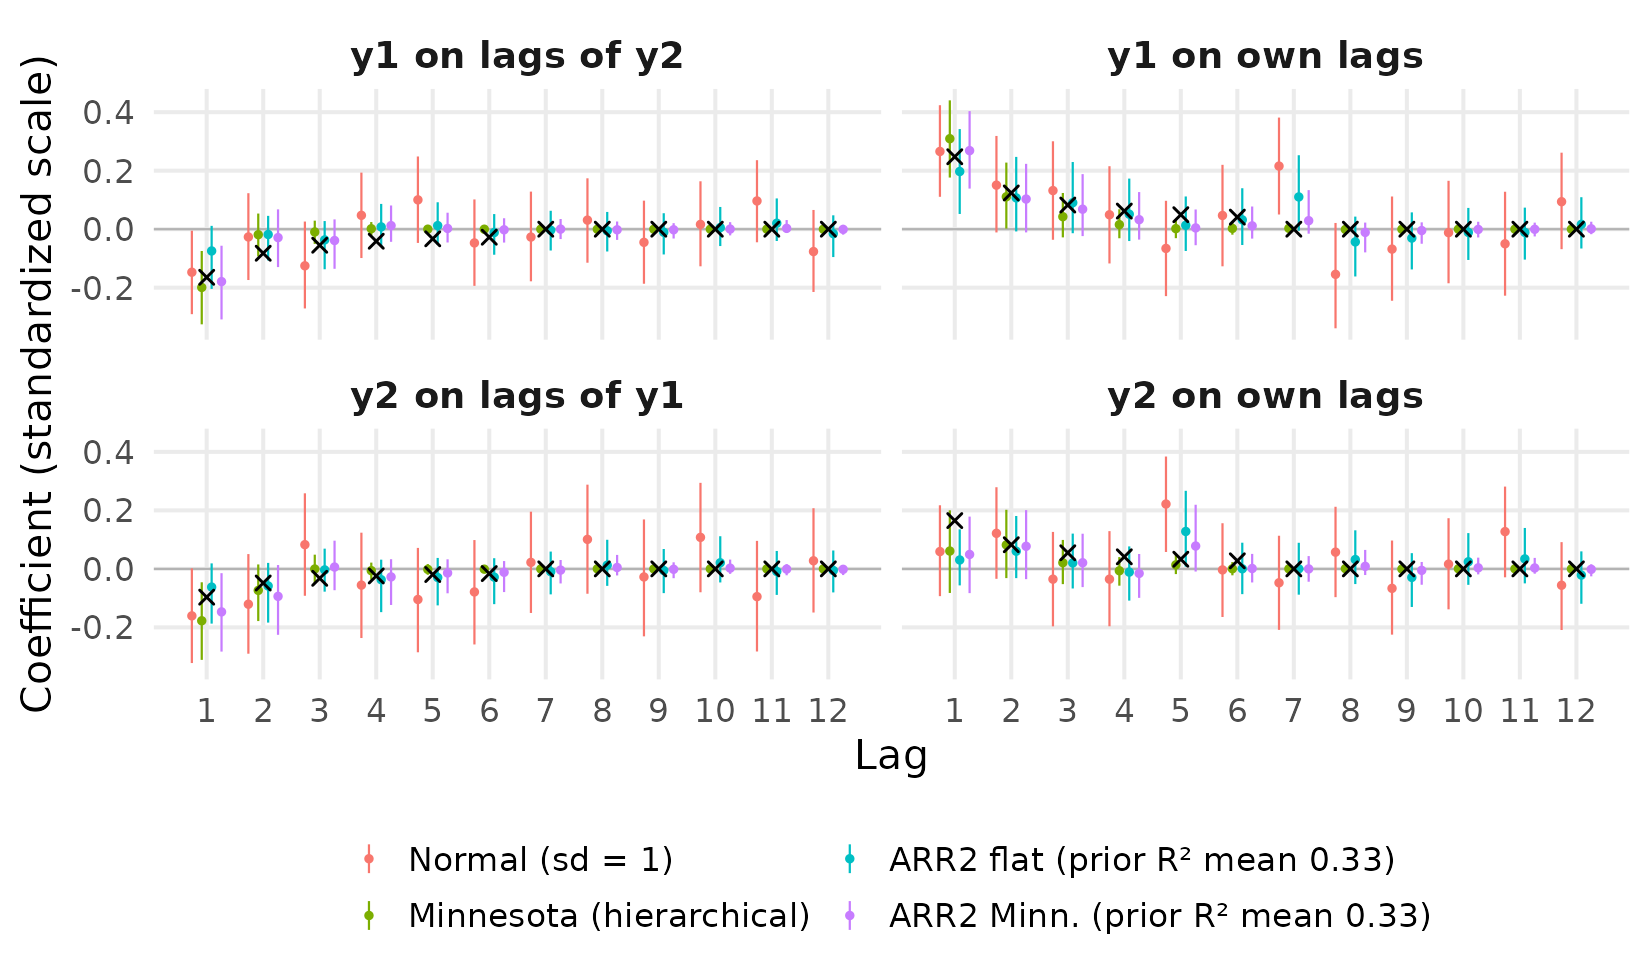 y1 on lags of y2
y1 on own lags
0.4
0.2
0.0
-0.2
y2 on lags of y1
y2 on own lags
0.4
0.2
0.0
-0.2
Coefficient (standardized scale)
1 2 3 4 5 6 7 8 9 10 11 12
1 2 3 4 5 6 7 8 9 10 11 12
Lag
Normal (sd = 1)
Minnesota (hierarchical)
ARR2 flat (prior R² mean 0.33)
ARR2 Minn. (prior R² mean 0.33)